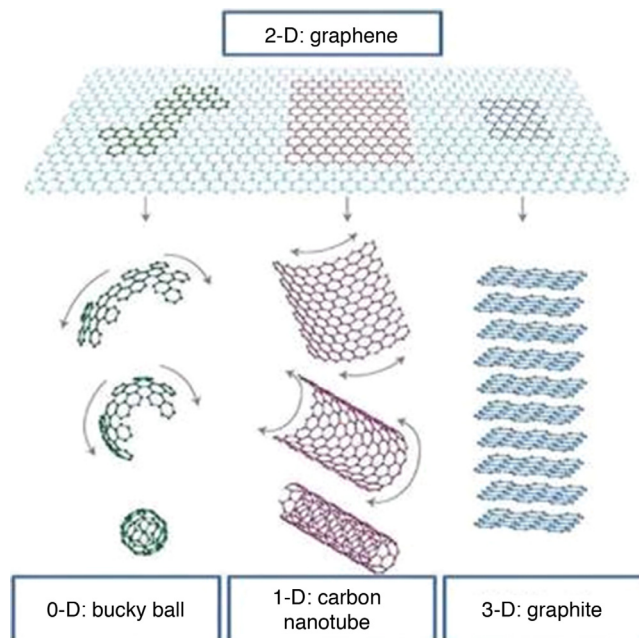 2-D: graphene
0-D: bucky ball
1-D: carbon
nanotube
3-D: graphite